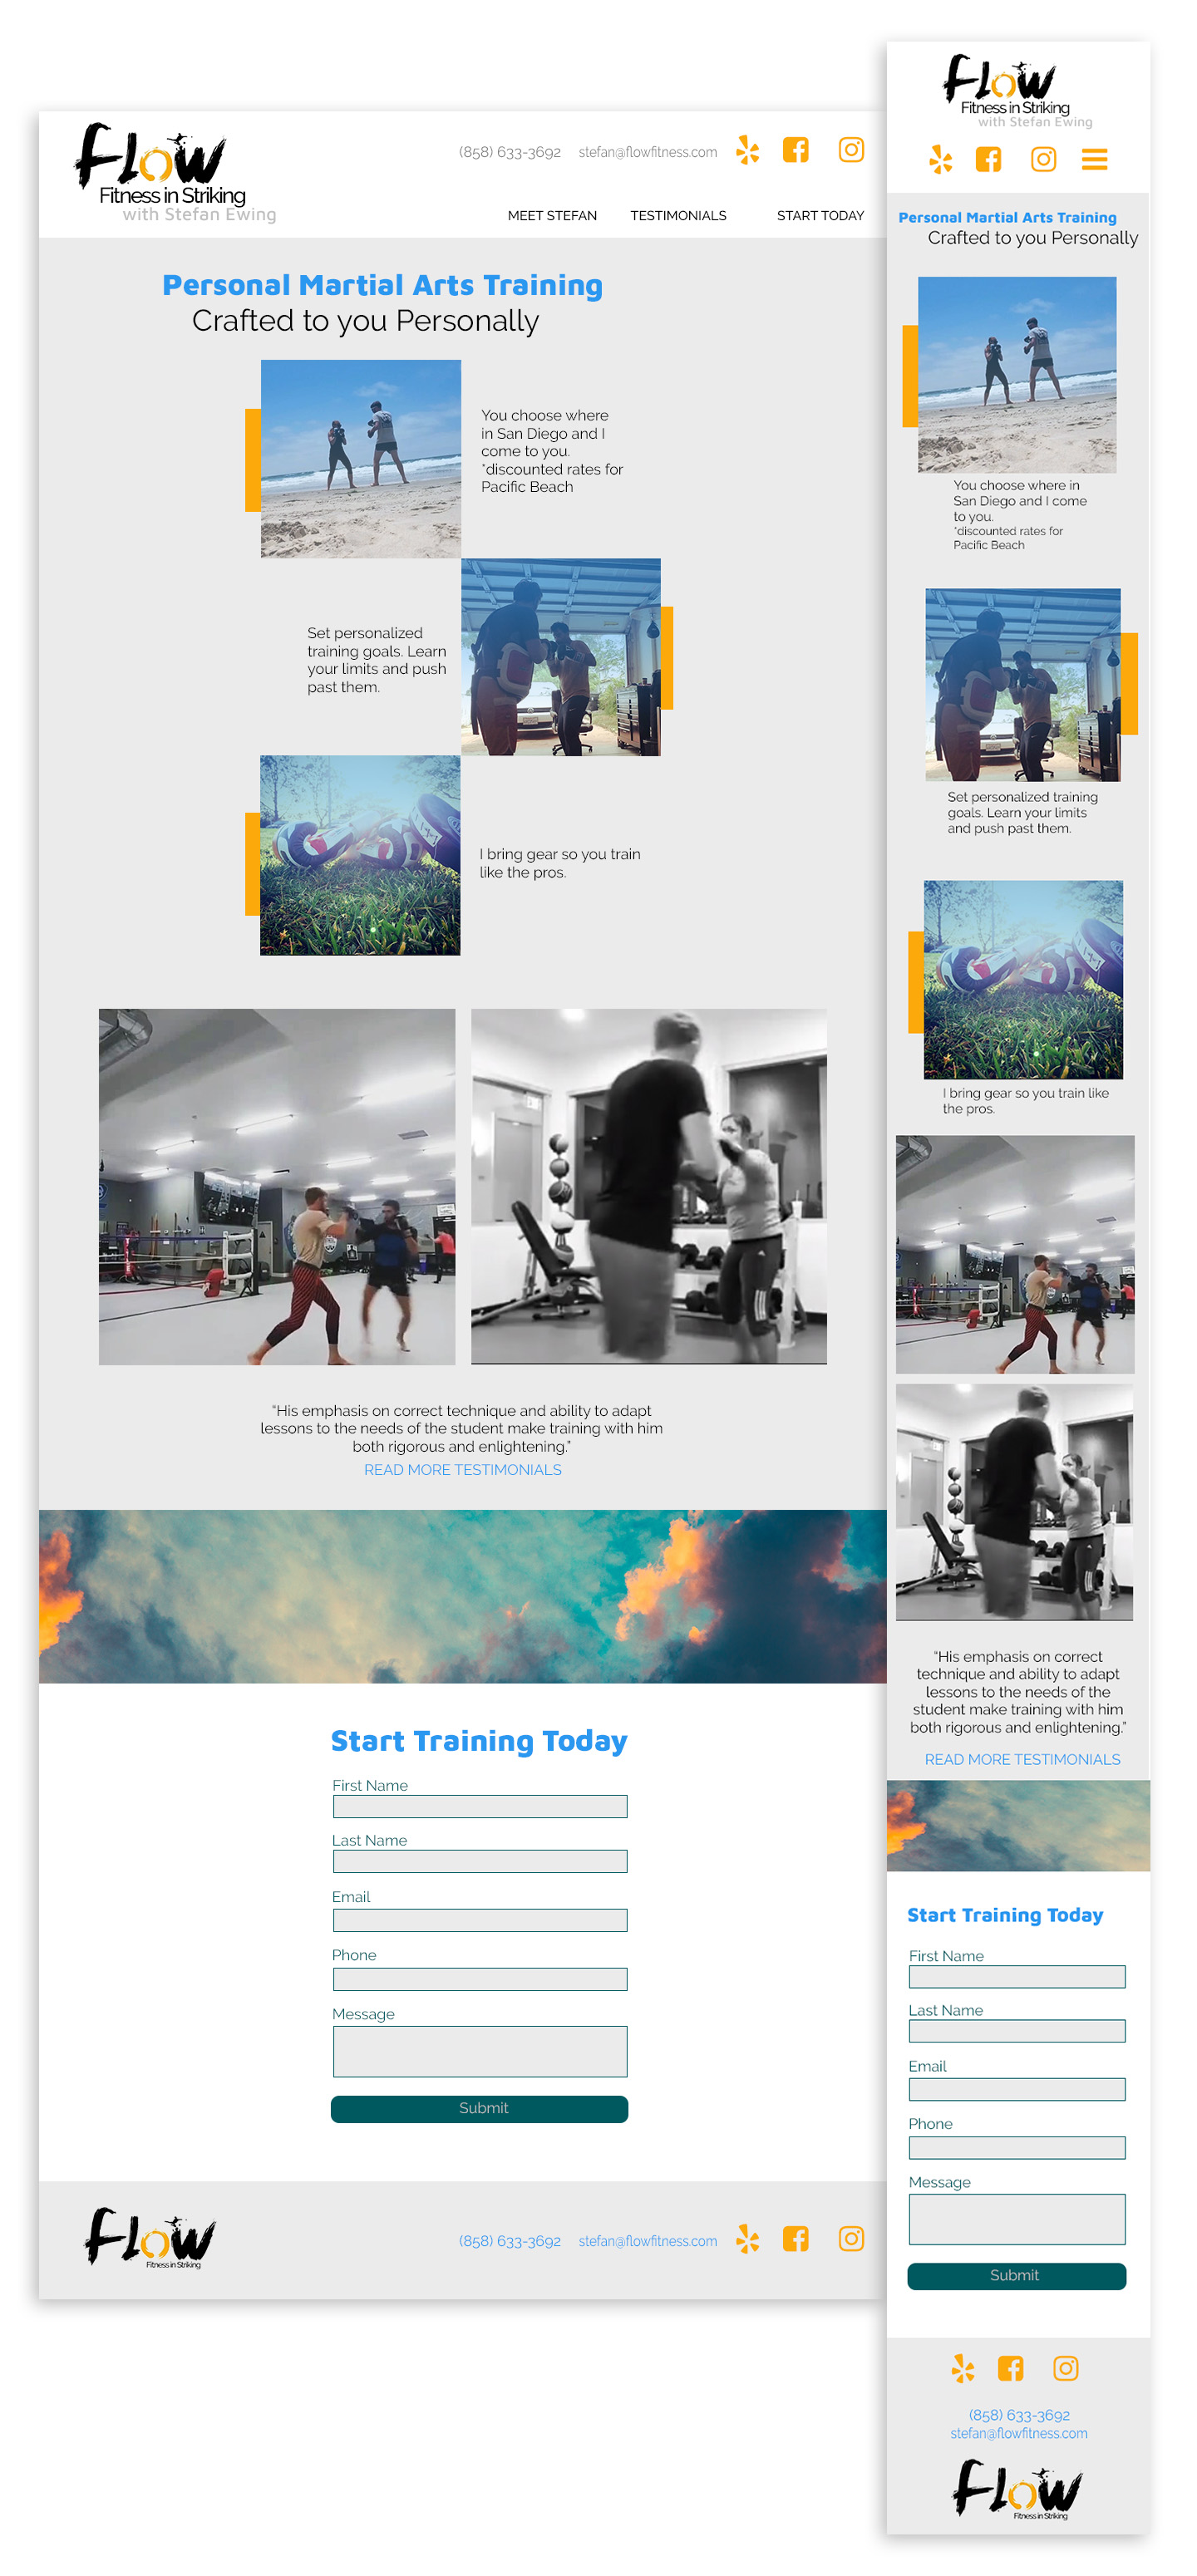 Flow
Fitness in Striking
with Stefan Ewing
(858) 633-3692 stefan@flowfitness.com
MEET STEFAN TESTIMONIALS START TODAY
Personal Martial Arts Training
Crafted to you Personally
You choose where
in San Diego and I
come to you.
*discounted rates for
Pacific Beach
Set personalized
training goals. Learn
your limits and push
past them.
I bring gear so you train
like the pros.
“His emphasis on correct technique and ability to adapt
lessons to the needs of the student make training with him
both rigorous and enlightening.”
READ MORE TESTIMONIALS
Start Training Today
First Name
Last Name
Email
Phone
Message
Submit
Flow
Fitness in Striking
(858) 633-3692 stefan@flowfitness.com
Flow
Fitness in Striking
with Stefan Ewing
Personal Martial Arts Training
Crafted to you Personally
You choose where in
San Diego and I come
to you.
*discounted rates for
Pacific Beach
Set personalized training
goals. Learn your limits
and push past them.
I bring gear so you train like
the pros.
“His emphasis on correct
technique and ability to adapt
lessons to the needs of the
student make training with him
both rigorous and enlightening.”
READ MORE TESTIMONIALS
Start Training Today
First Name
Last Name
Email
Phone
Message
Submit
(858) 633-3692
stefan@flowfitness.com
Flow
Fitness in Striking